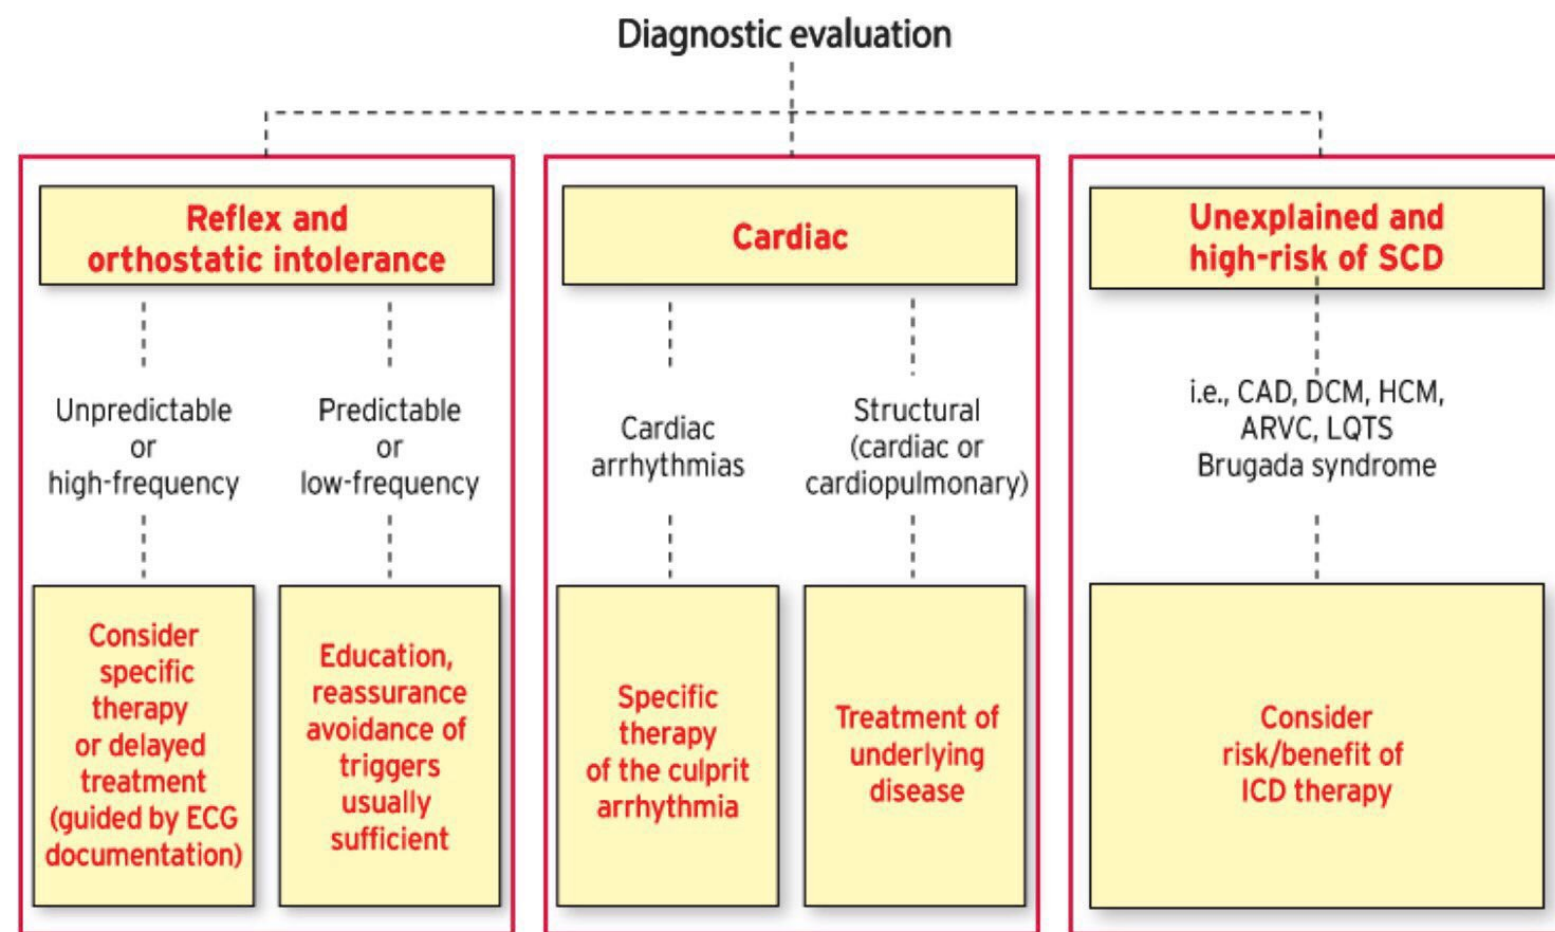 Diagnostic evaluation
Reflex and
orthostatic intolerance
Unpredictable
or
high-frequency
Predictable
or
low-frequency
Consider
specific
therapy
or delayed
treatment
(guided by ECG
documentation)
Education,
reassurance
avoidance of
triggers
usually
sufficient
Cardiac
Cardiac
arrhythmias
Structural
(cardiac or
cardiopulmonary)
Specific
therapy
of the culprit
arrhythmia
Treatment of
underlying
disease
Unexplained and
high-risk of SCD
i.e., CAD, DCM, HCM,
ARVC, LQTS
Brugada syndrome
Consider
risk/benefit of
ICD therapy